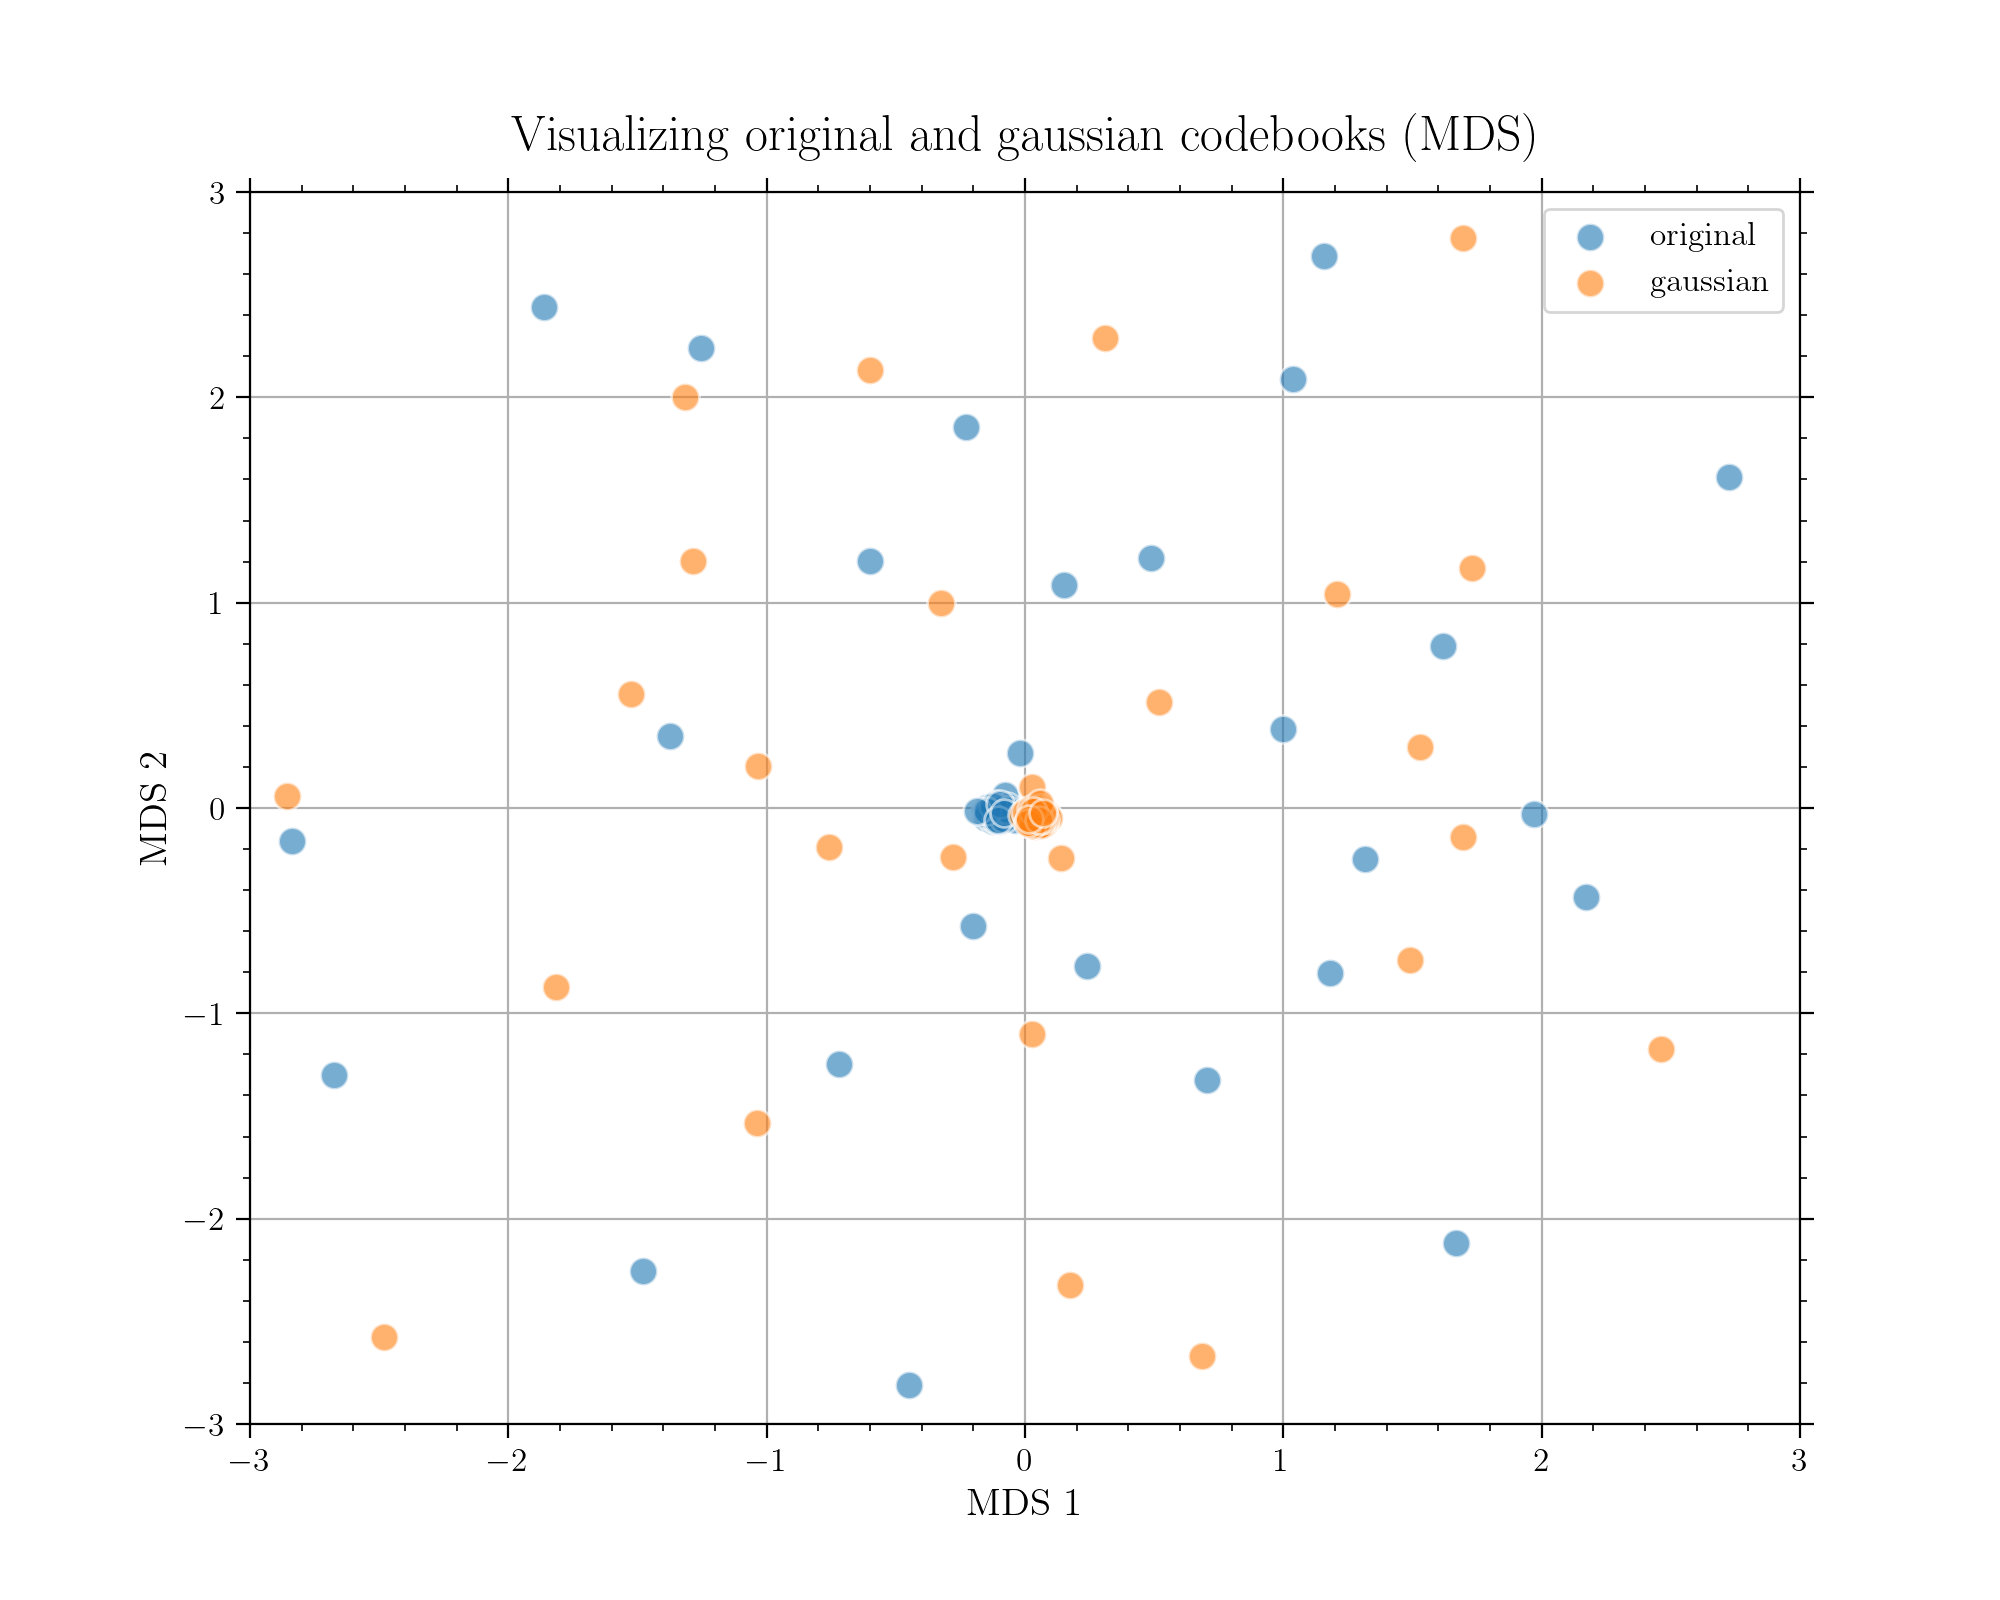 Visualizing original and gaussian codebooks (MDS)
original
gaussian
3
2
1
0
−1
−2
−3
MDS 2
−3
−2
−1
0
1
2
3
MDS 1